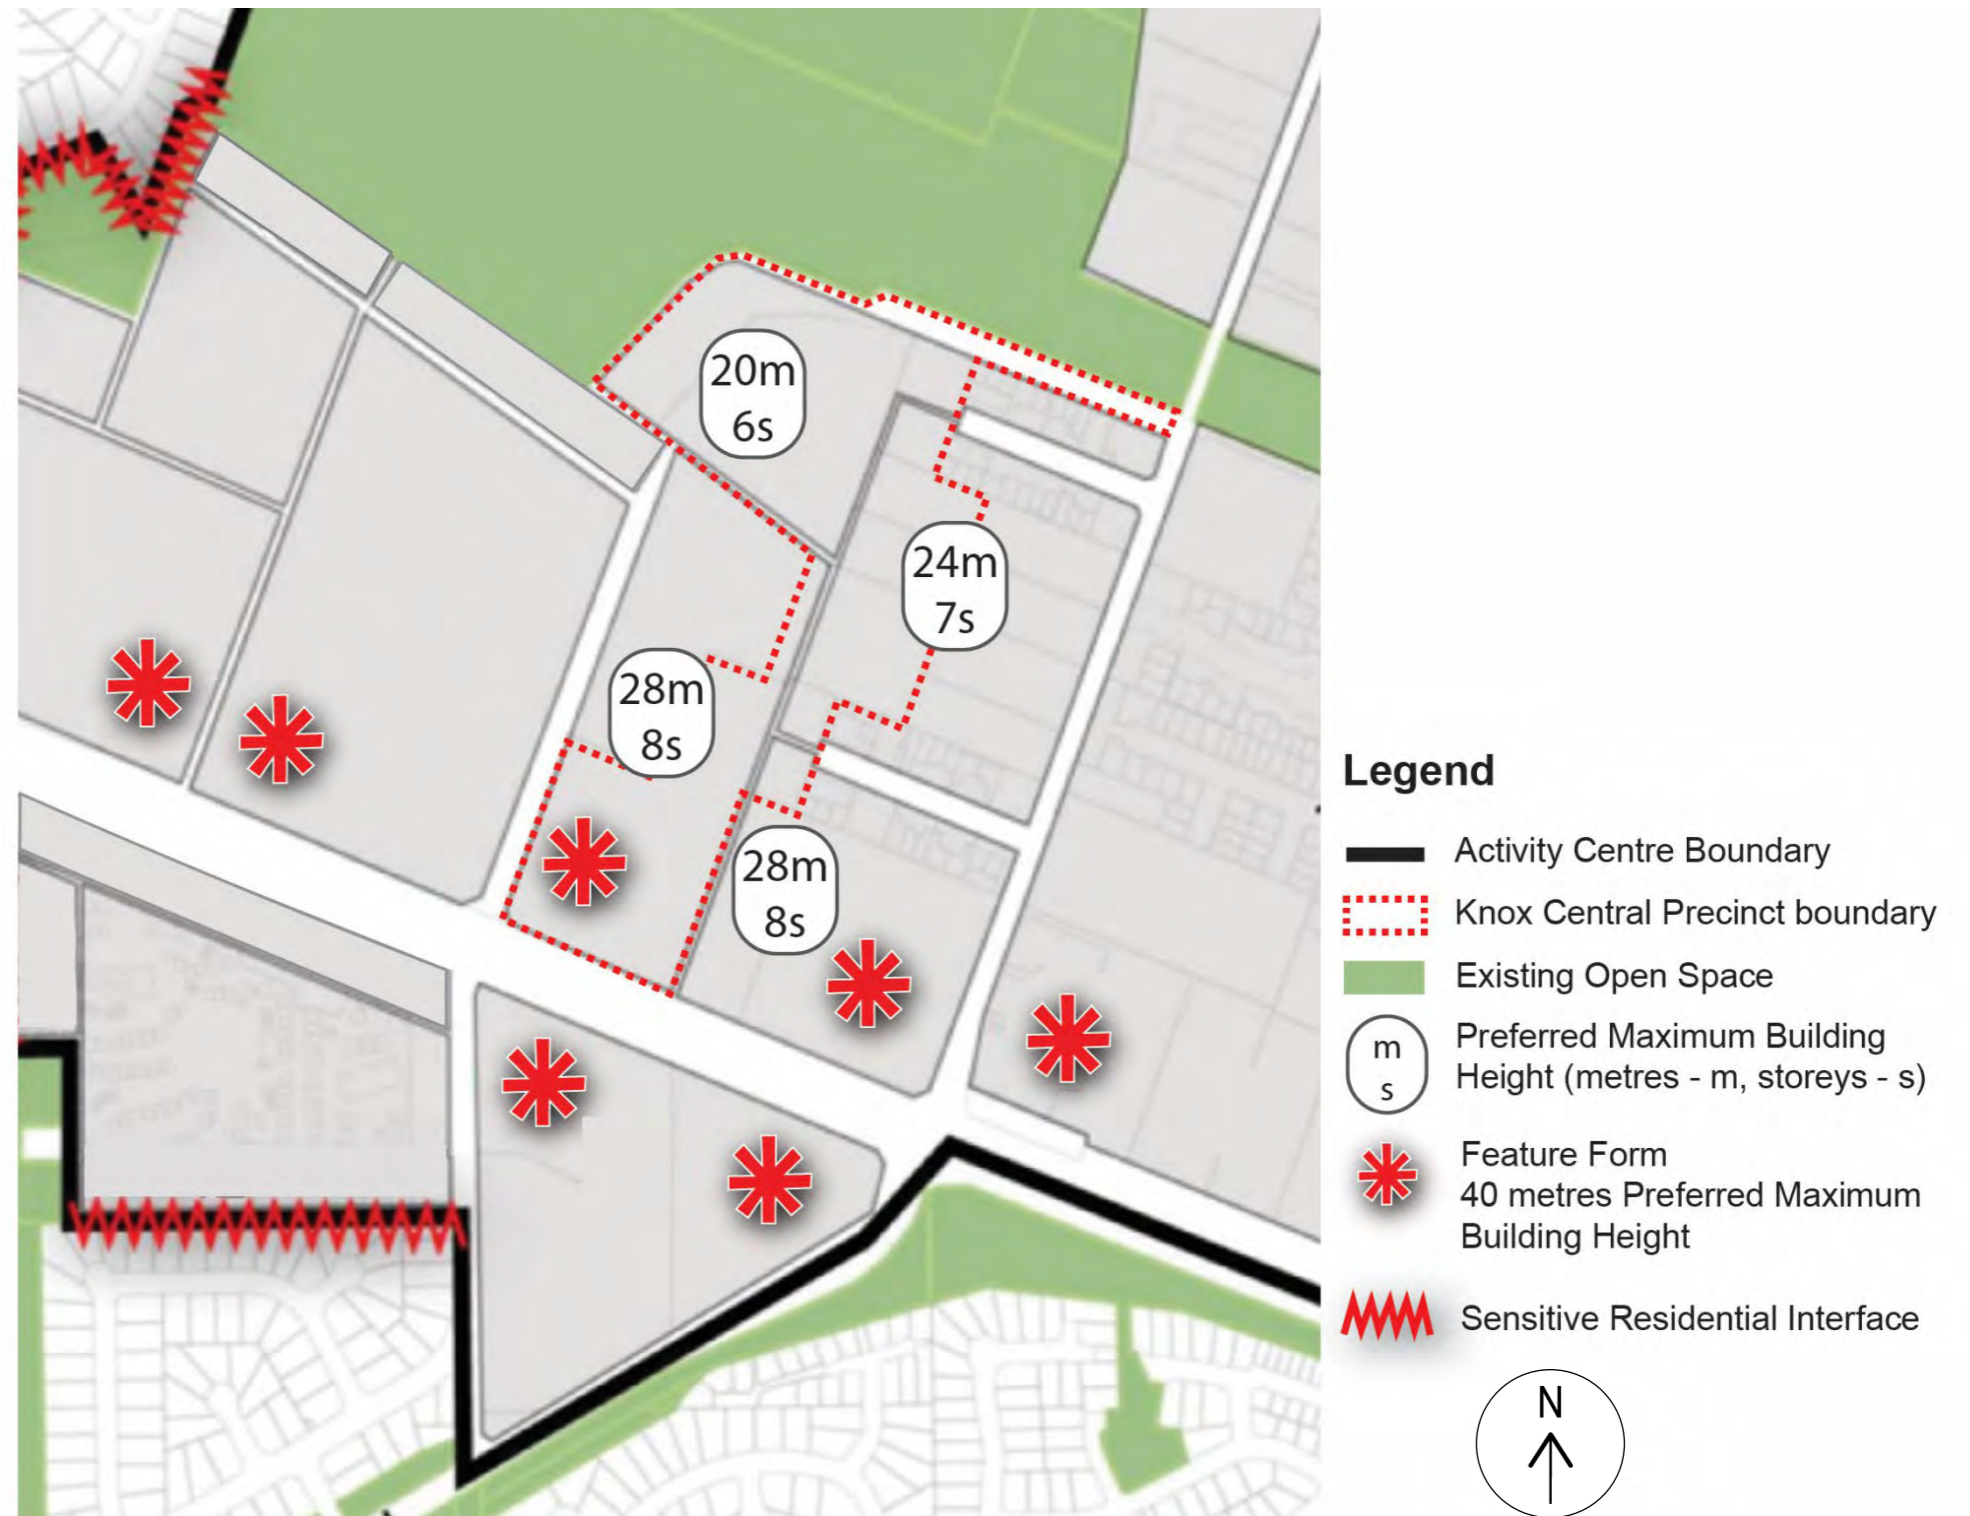 20m
6s
24m
7s
28m
8s
28m
8s
Legend
Activity Centre Boundary
Knox Central Precinct boundary
Existing Open Space
m
s
Preferred Maximum Building
Height (metres - m, storeys - s)
Feature Form
40 metres Preferred Maximum
Building Height
Sensitive Residential Interface
N